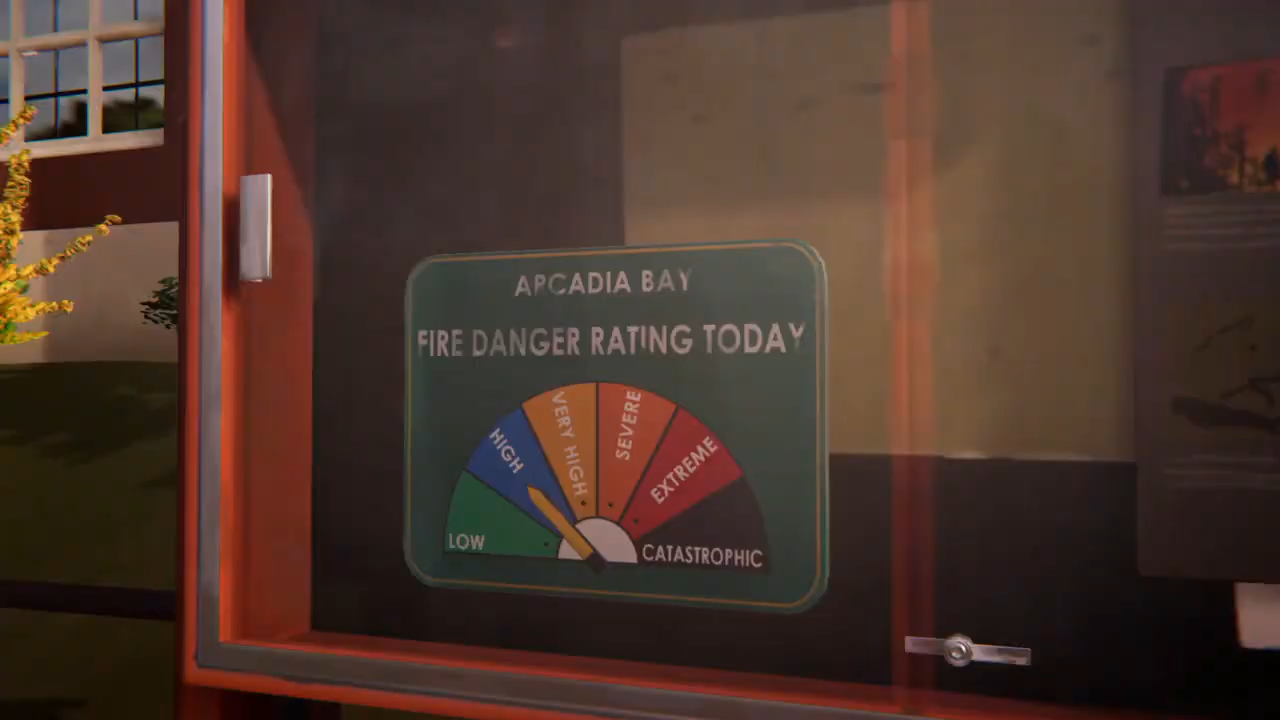 ARCADIA BAY
FIRE DANGER RATING TODAY
LOW
HIGH
VERY HIGH
SEVERE
EXTREME
CATASTROPHIC